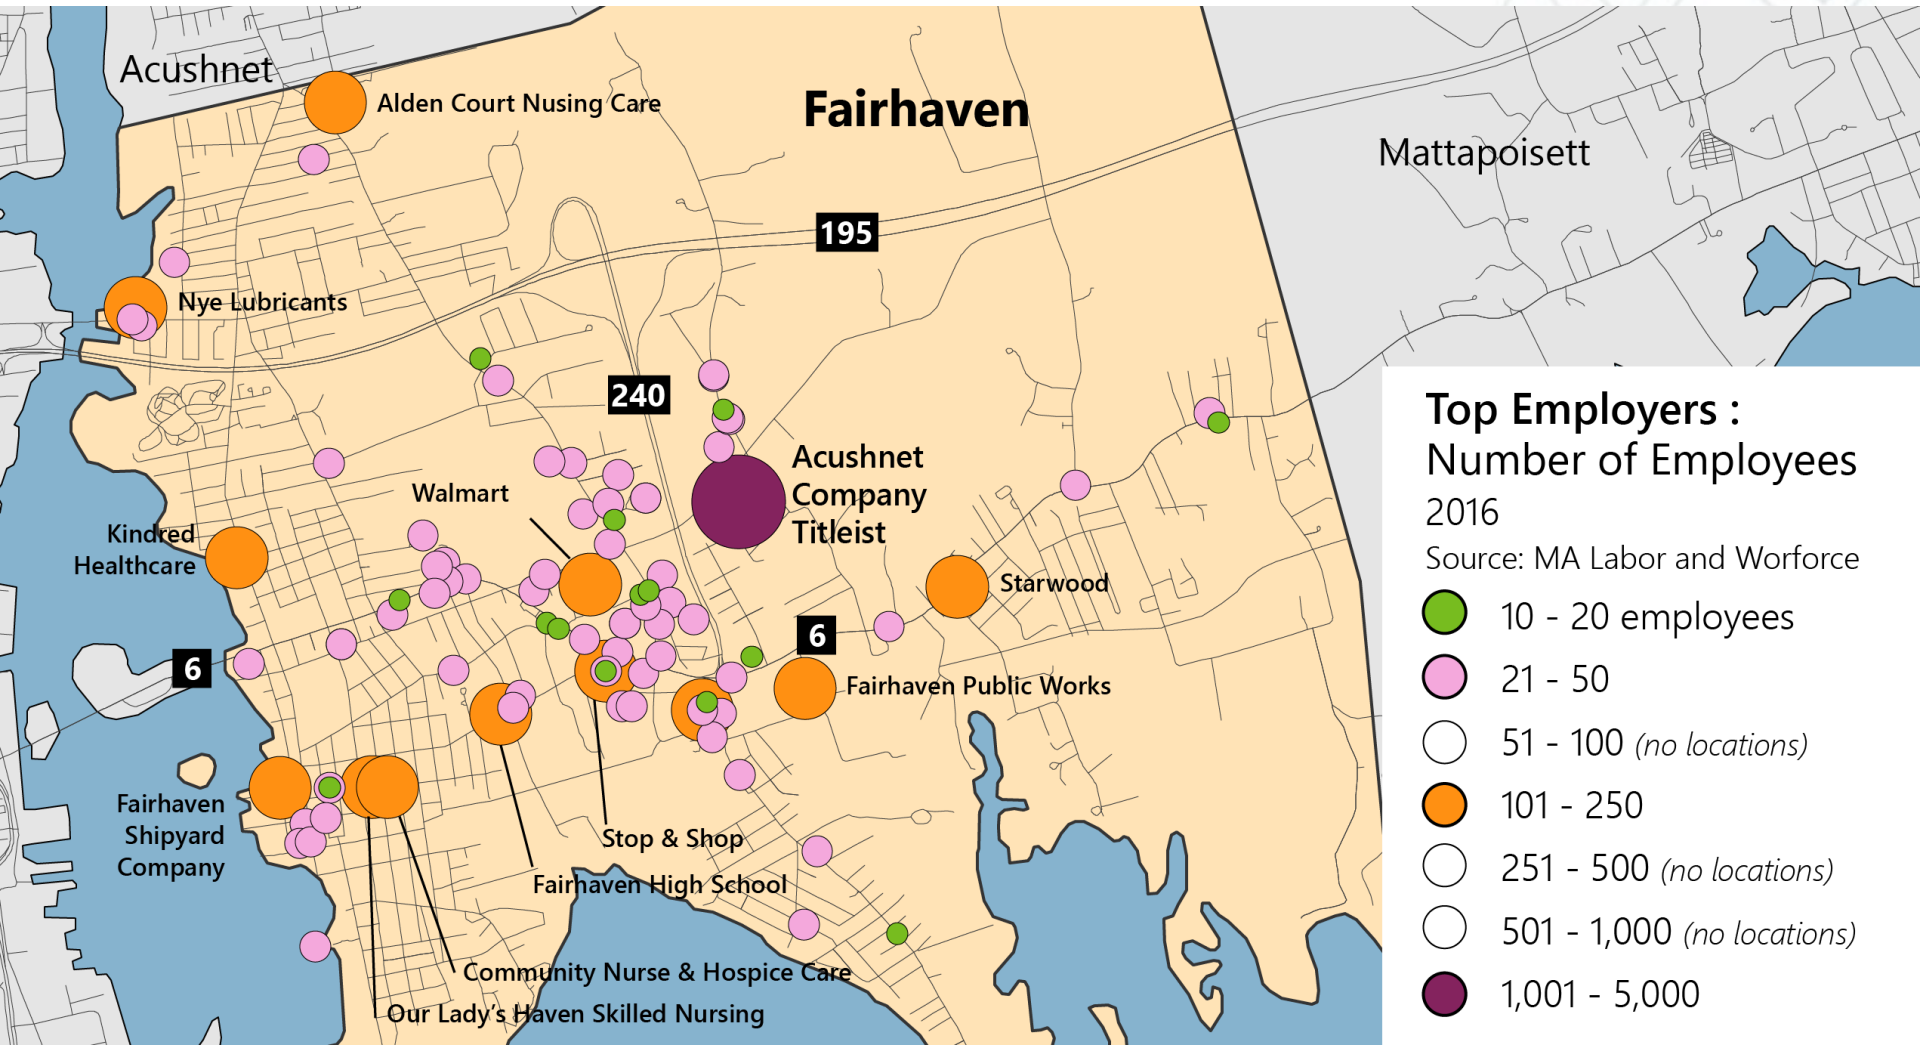 Acushnet
Alden Court Nusing Care
Fairhaven
Mattapoisett
195
Nye Lubricants
240
Acushnet
Company
Titleist
Walmart
Kindred
Healthcare
Starwood
6
6
Fairhaven Public Works
Fairhaven
Shipyard
Company
Stop & Shop
Fairhaven High School
Community Nurse & Hospice Care
Our Lady's Haven Skilled Nursing
Top Employers :
Number of Employees
2016
Source: MA Labor and Worforce
10 - 20 employees
21 - 50
51 - 100 (no locations)
101 - 250
251 - 500 (no locations)
501 - 1,000 (no locations)
1,001 - 5,000